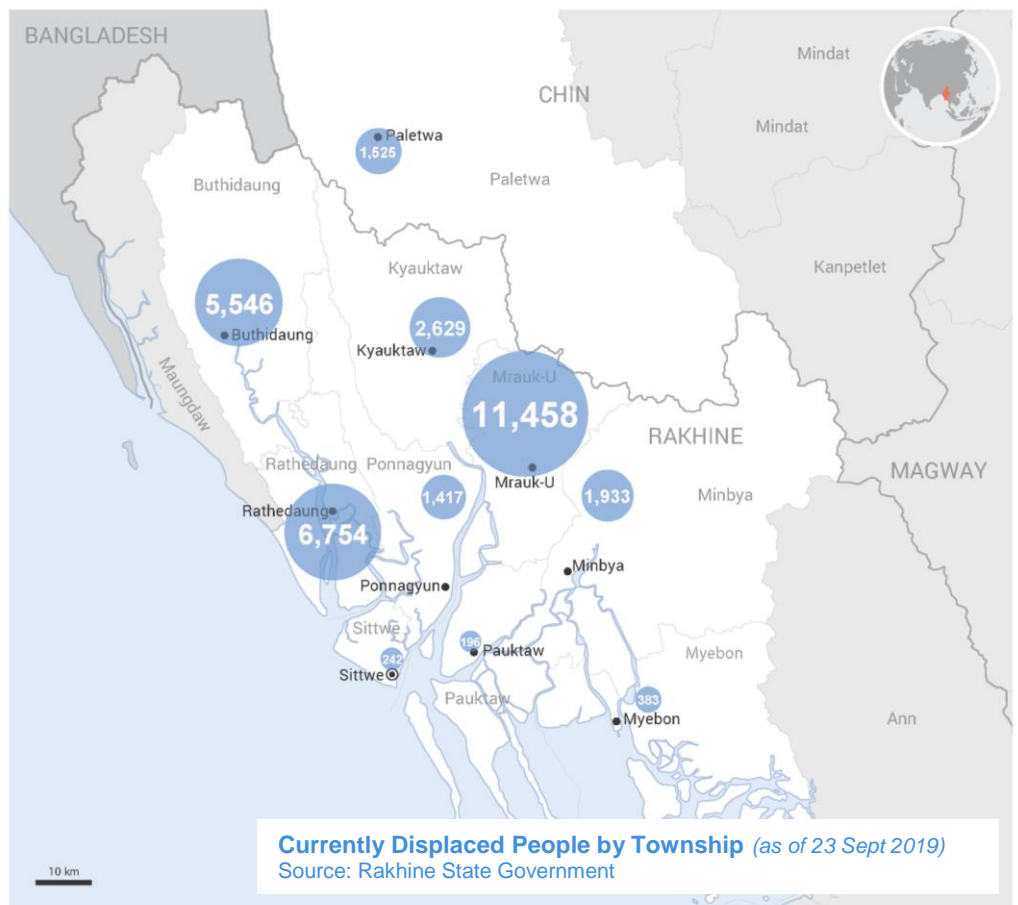 BANGLADESH
Mindat
CHIN
Mindat
Paletwa
1,525
Paletwa
Buthidaung
Kanpetlet
Kyauktaw
5,546
Buthidaung
2,629
Kyauktaw
Maungdaw
Mrauk-U
11,458
Mrauk-U
RAKHINE
MAGWAY
Rathedaung
Ponnagyun
1,417
1,933
Minbya
Rathedaung
6,754
Minbya
Ponnagyun
Sittwe
242
Sittwe
196
Pauktaw
Pauktaw
Myebon
383
Myebon
Ann
Currently Displaced People by Township (as of 23 Sept 2019)
Source: Rakhine State Government
10 km